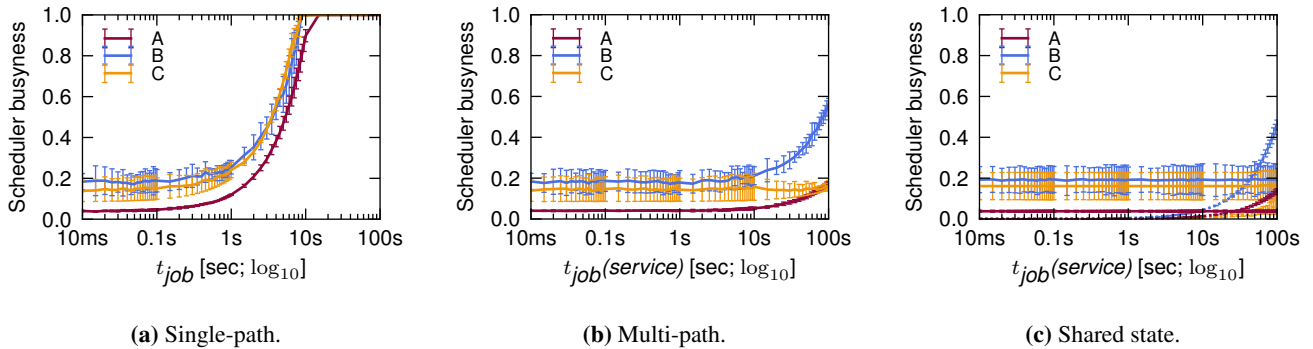 Scheduler busyness
1.0
0.8
0.6
0.4
0.2
0.0
A
B
C
10ms 0.1s 1s 10s 100s
t_job [sec; log₁₀]
(a) Single-path.
Scheduler busyness
1.0
0.8
0.6
0.4
0.2
0.0
A
B
C
10ms 0.1s 1s 10s 100s
t_job(service) [sec; log₁₀]
(b) Multi-path.
Scheduler busyness
1.0
0.8
0.6
0.4
0.2
0.0
A
B
C
10ms 0.1s 1s 10s 100s
t_job(service) [sec; log₁₀]
(c) Shared state.